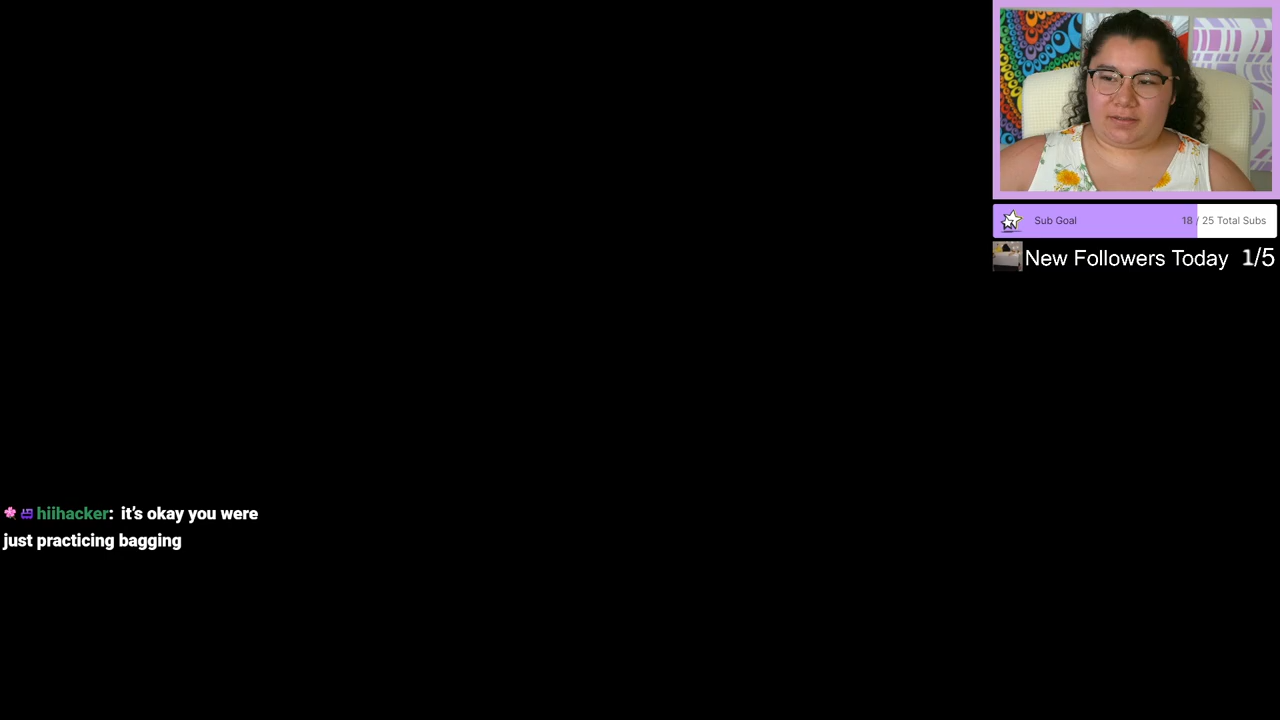 Sub Goal 18 / 25 Total Subs
New Followers Today 1/5
hiihacker: it’s okay you were
just practicing bagging